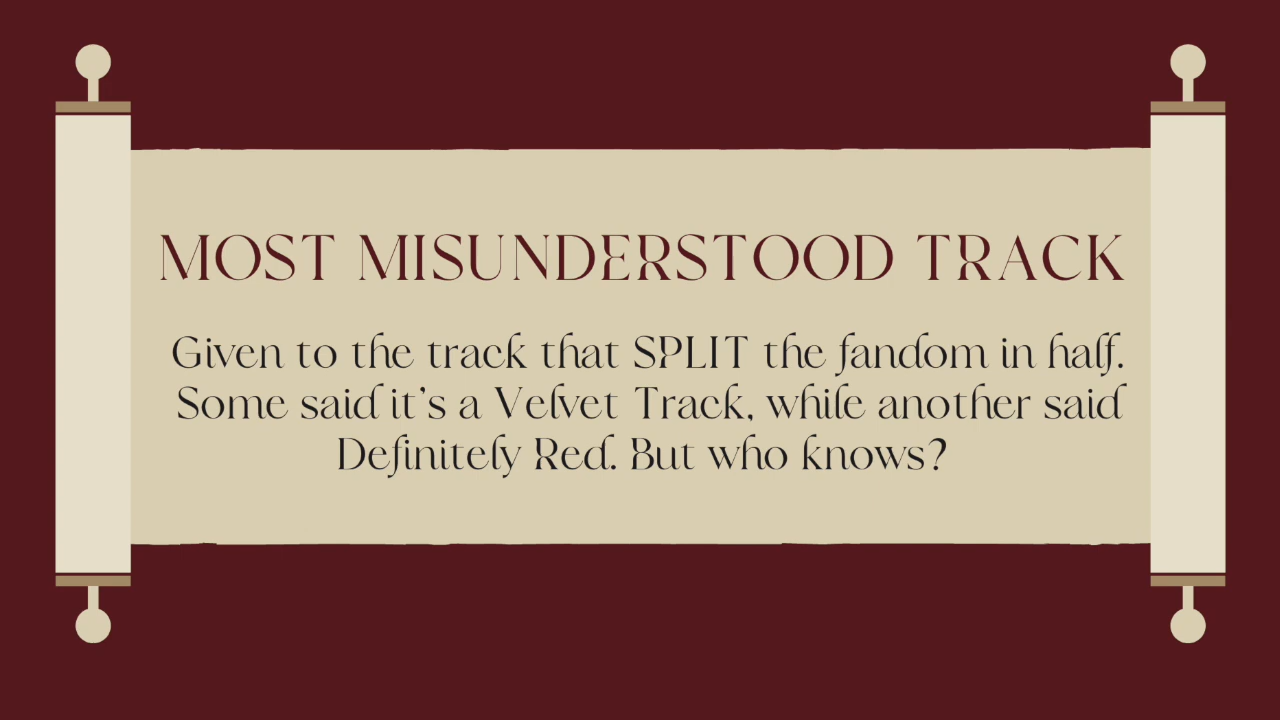 MOST MISUNDERSTOOD TRACK
Given to the track that SPLIT the fandom in half.
Some said it's a Velvet Track, while another said
Definitely Red. But who knows?